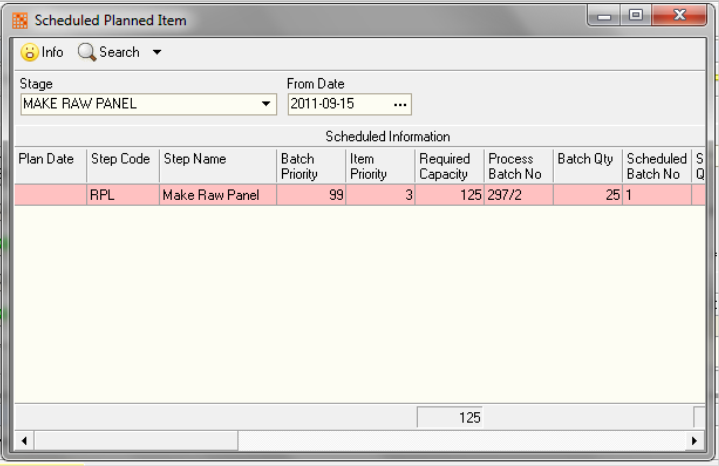 Scheduled Planned Item
Info Search
Stage From Date
MAKE RAW PANEL 2011-09-15 ...
Scheduled Information
Plan Date Step Code Step Name Batch Item Required Process Batch Qty Scheduled S
Priority Priority Capacity Batch No Batch No Q
RPL Make Raw Panel 99 3 125 297/2 25 1
125